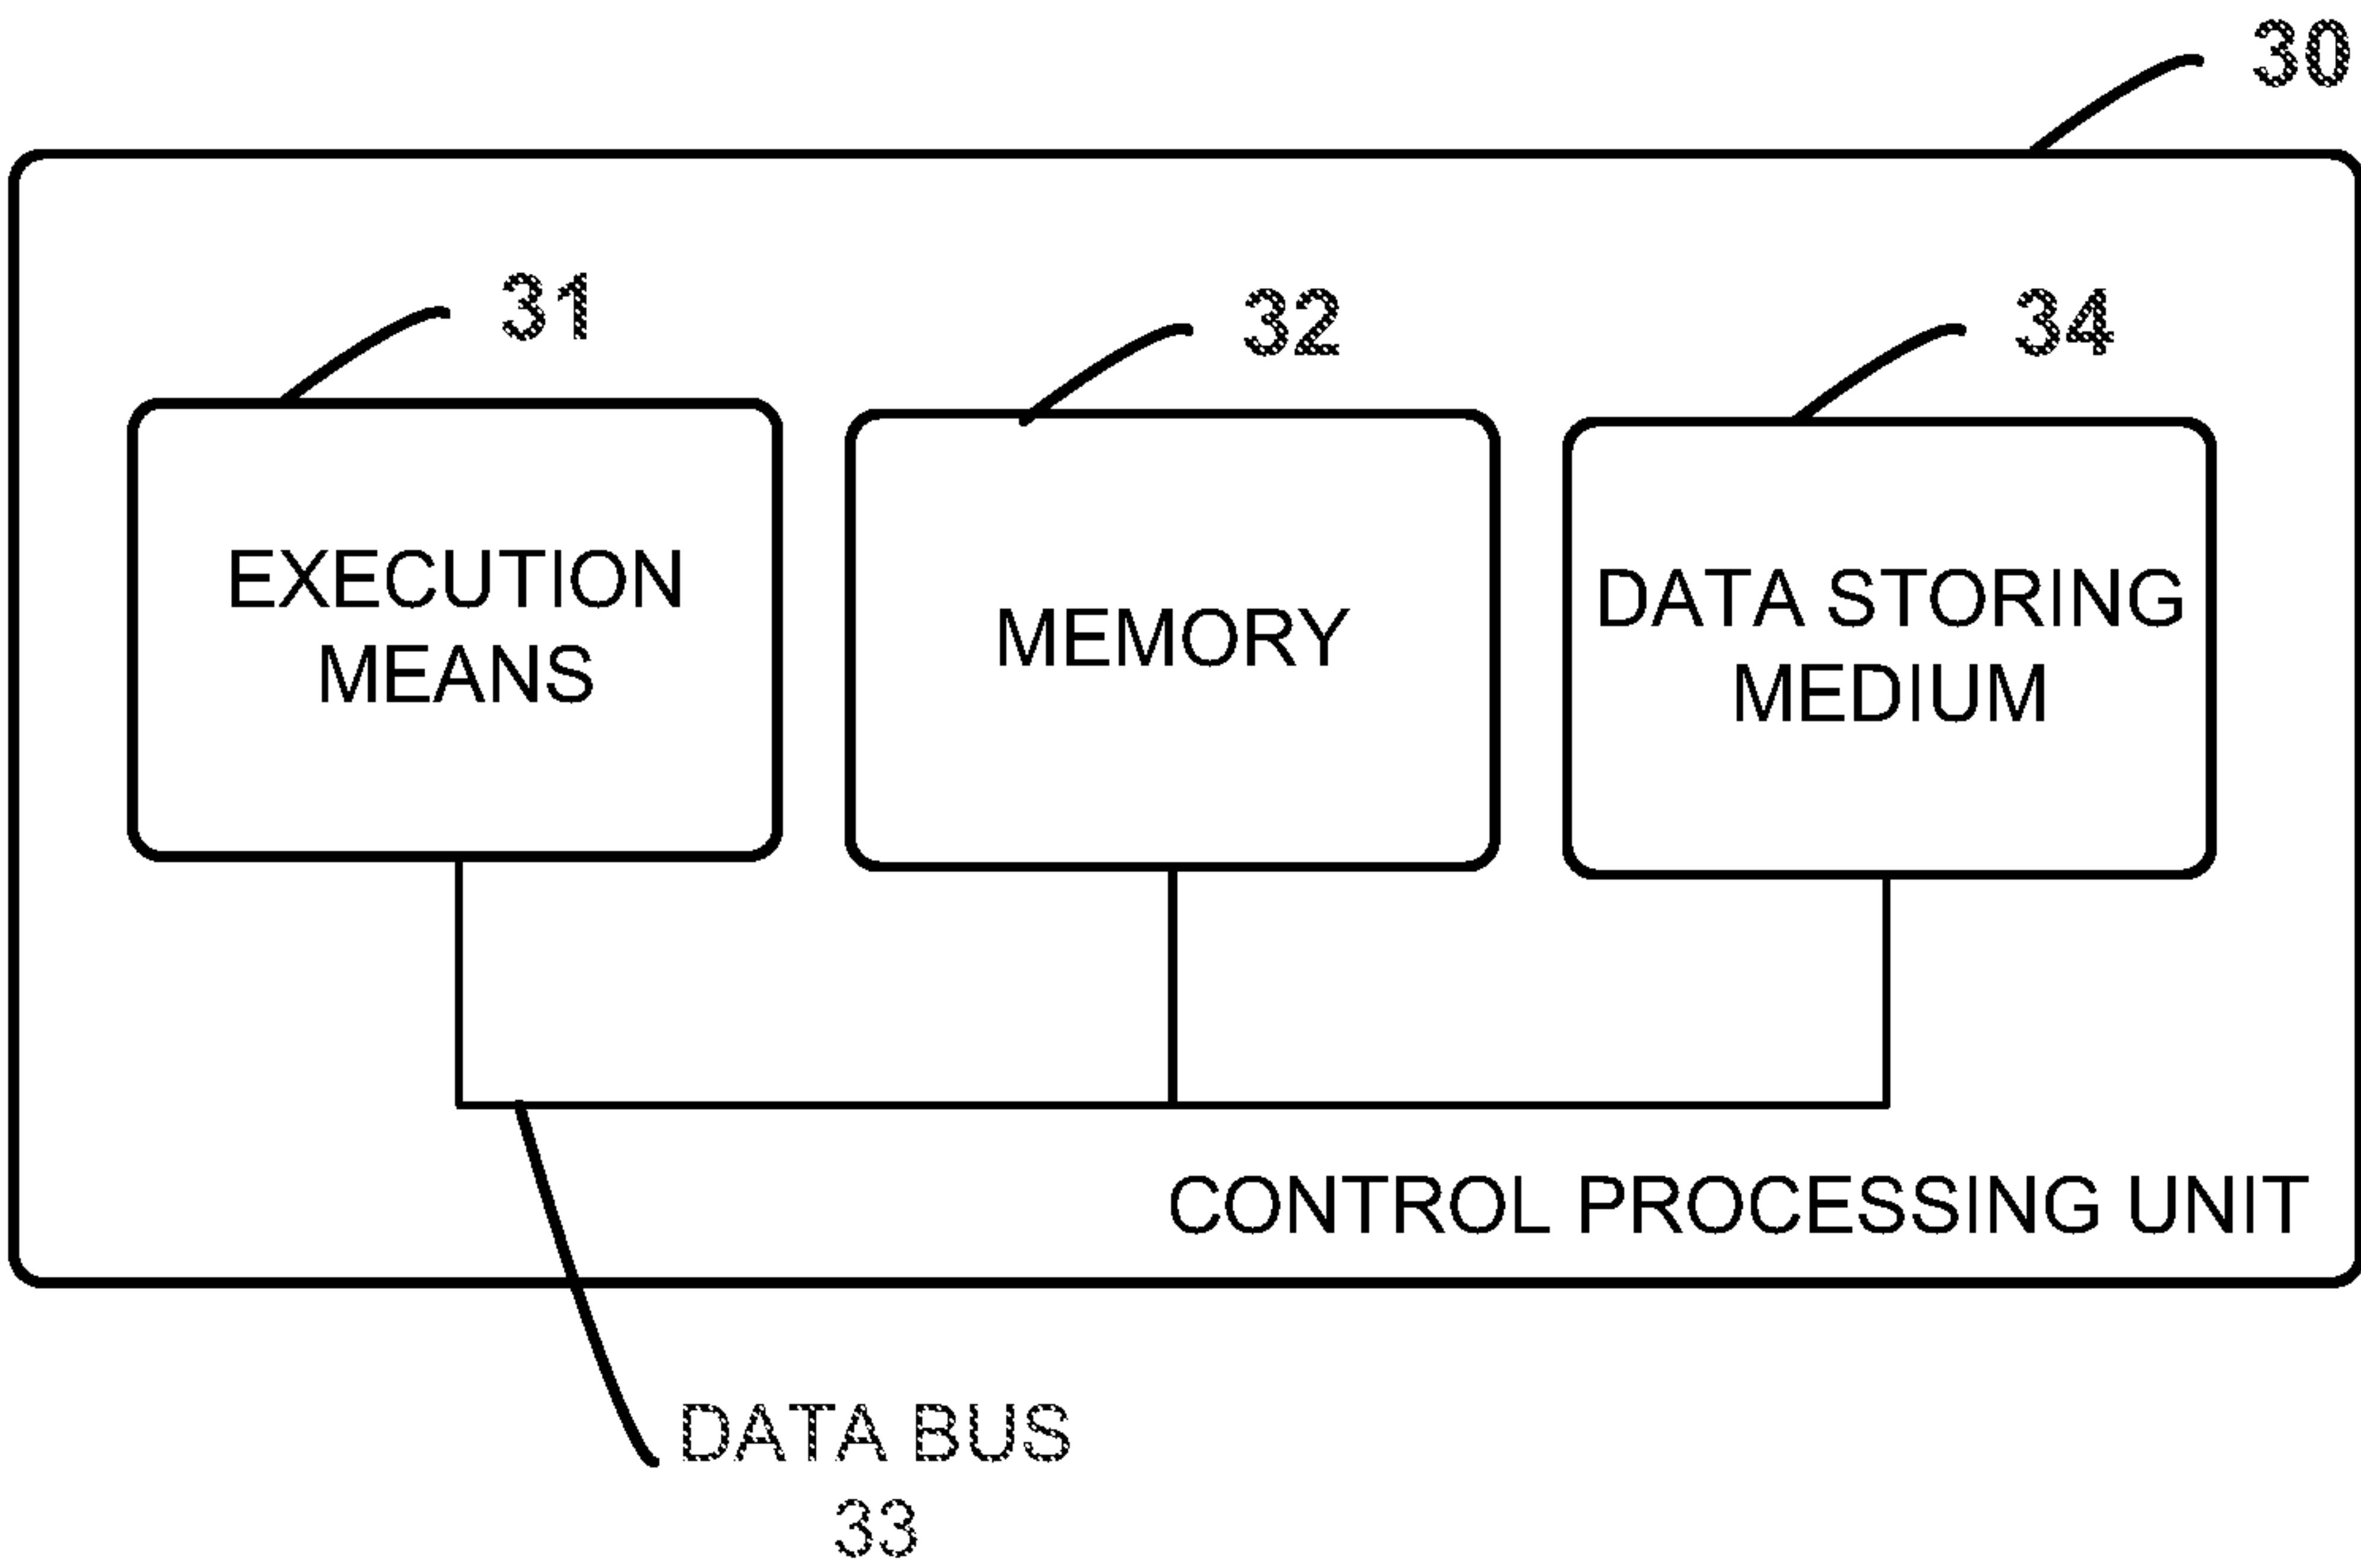 30
31
32
34
EXECUTION
MEANS
MEMORY
DATA STORING
MEDIUM
CONTROL PROCESSING UNIT
DATA BUS
33